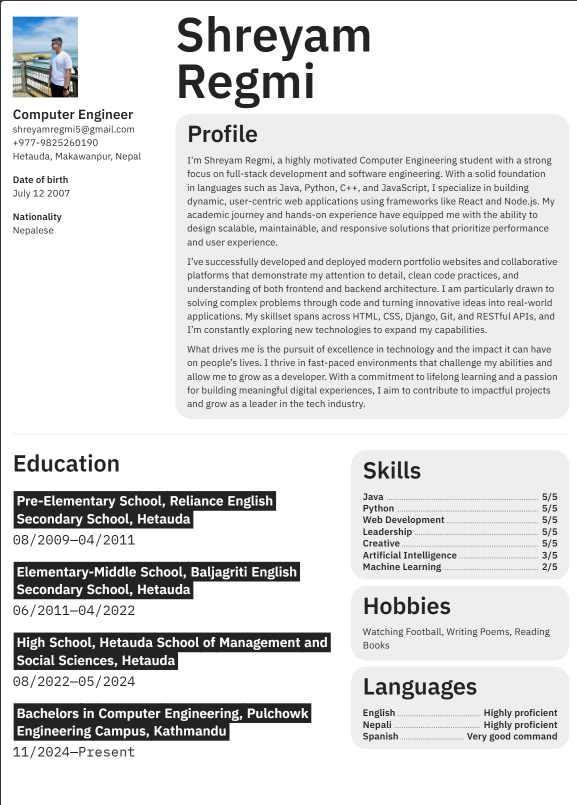 Shreyam
Regmi
Computer Engineer
shreyamregmi5@gmail.com
+977-9825260190
Hetauda, Makawanpur, Nepal
Date of birth
July 12 2007
Nationality
Nepalese
Profile
I'm Shreyam Regmi, a highly motivated Computer Engineering student with a strong
focus on full-stack development and software engineering. With a solid foundation
in languages such as Java, Python, C++, and JavaScript, I specialize in building
dynamic, user-centric web applications using frameworks like React and Node.js. My
academic journey and hands-on experience have equipped me with the ability to
design scalable, maintainable, and responsive solutions that prioritize performance
and user experience.
I've successfully developed and deployed modern portfolio websites and collaborative
platforms that demonstrate my attention to detail, clean code practices, and
understanding of both frontend and backend architecture. I am particularly drawn to
solving complex problems through code and turning innovative ideas into real-world
applications. My skillset spans across HTML, CSS, Django, Git, and RESTful APIs, and
I'm constantly exploring new technologies to expand my capabilities.
What drives me is the pursuit of excellence in technology and the impact it can have
on people's lives. I thrive in fast-paced environments that challenge my abilities and
allow me to grow as a developer. With a commitment to lifelong learning and a passion
for building meaningful digital experiences, I aim to contribute to impactful projects
and grow as a leader in the tech industry.
Education
Pre-Elementary School, Reliance English
Secondary School, Hetauda
08/2009—04/2011
Elementary-Middle School, Baljagriti English
Secondary School, Hetauda
06/2011—04/2022
High School, Hetauda School of Management and
Social Sciences, Hetauda
08/2022—05/2024
Bachelors in Computer Engineering, Pulchowk
Engineering Campus, Kathmandu
11/2024—Present
Skills
Java 5/5
Python 5/5
Web Development 5/5
Leadership 5/5
Creative 5/5
Artificial Intelligence 3/5
Machine Learning 2/5
Hobbies
Watching Football, Writing Poems, Reading
Books
Languages
English Highly proficient
Nepali Highly proficient
Spanish Very good command